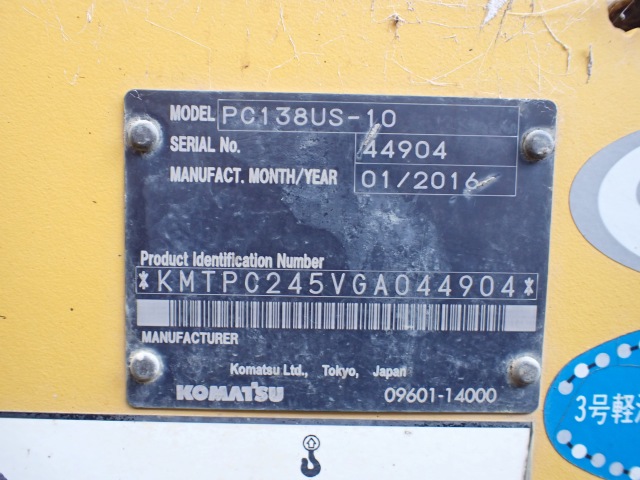 MODEL PC138US-10
SERIAL No. 44904
MANUFACT. MONTH/YEAR 01/2016
Product Identification Number
*KMTPC245VGA044904*
MANUFACTURER
Komatsu Ltd., Tokyo, Japan
KOMATSU 09601-14000
3号軽